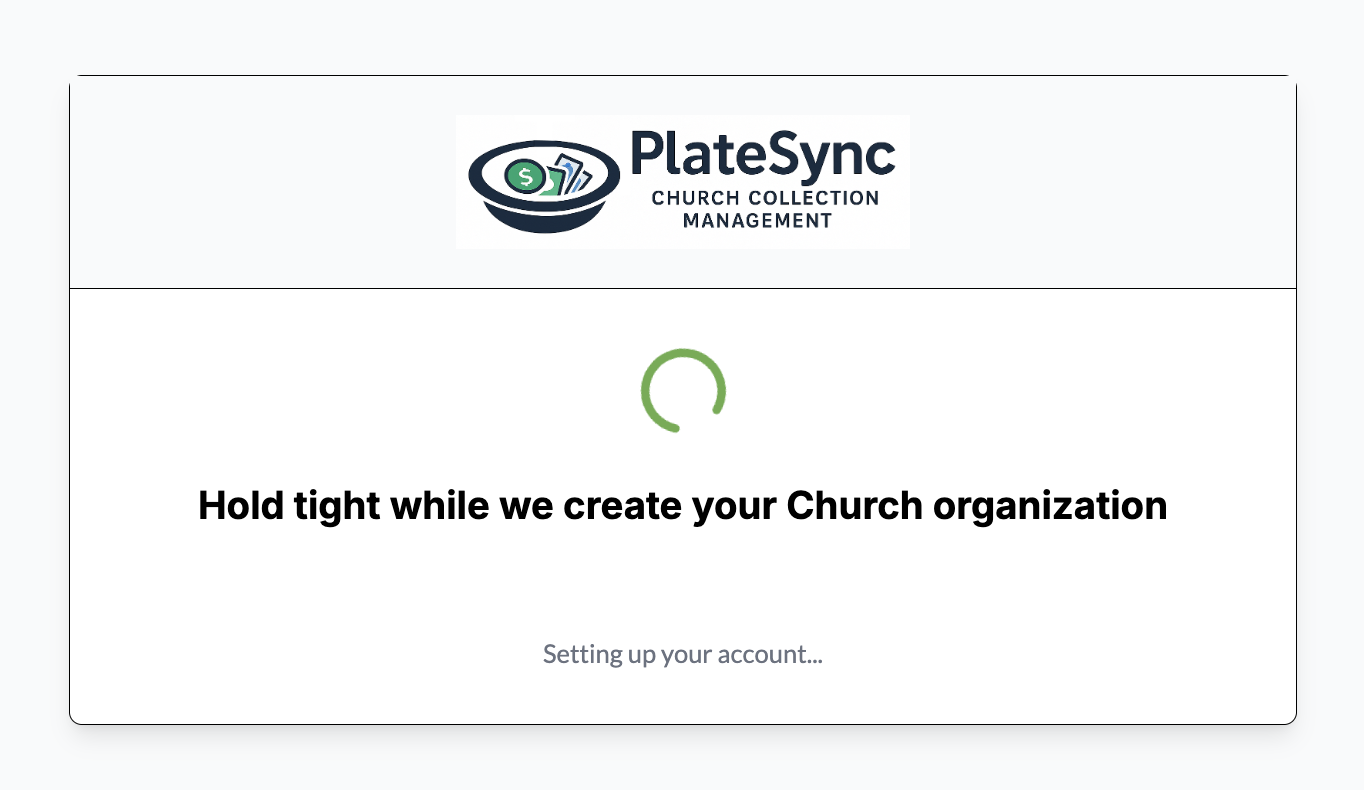 PlateSync
CHURCH COLLECTION
MANAGEMENT
$
Hold tight while we create your Church organization
Setting up your account...